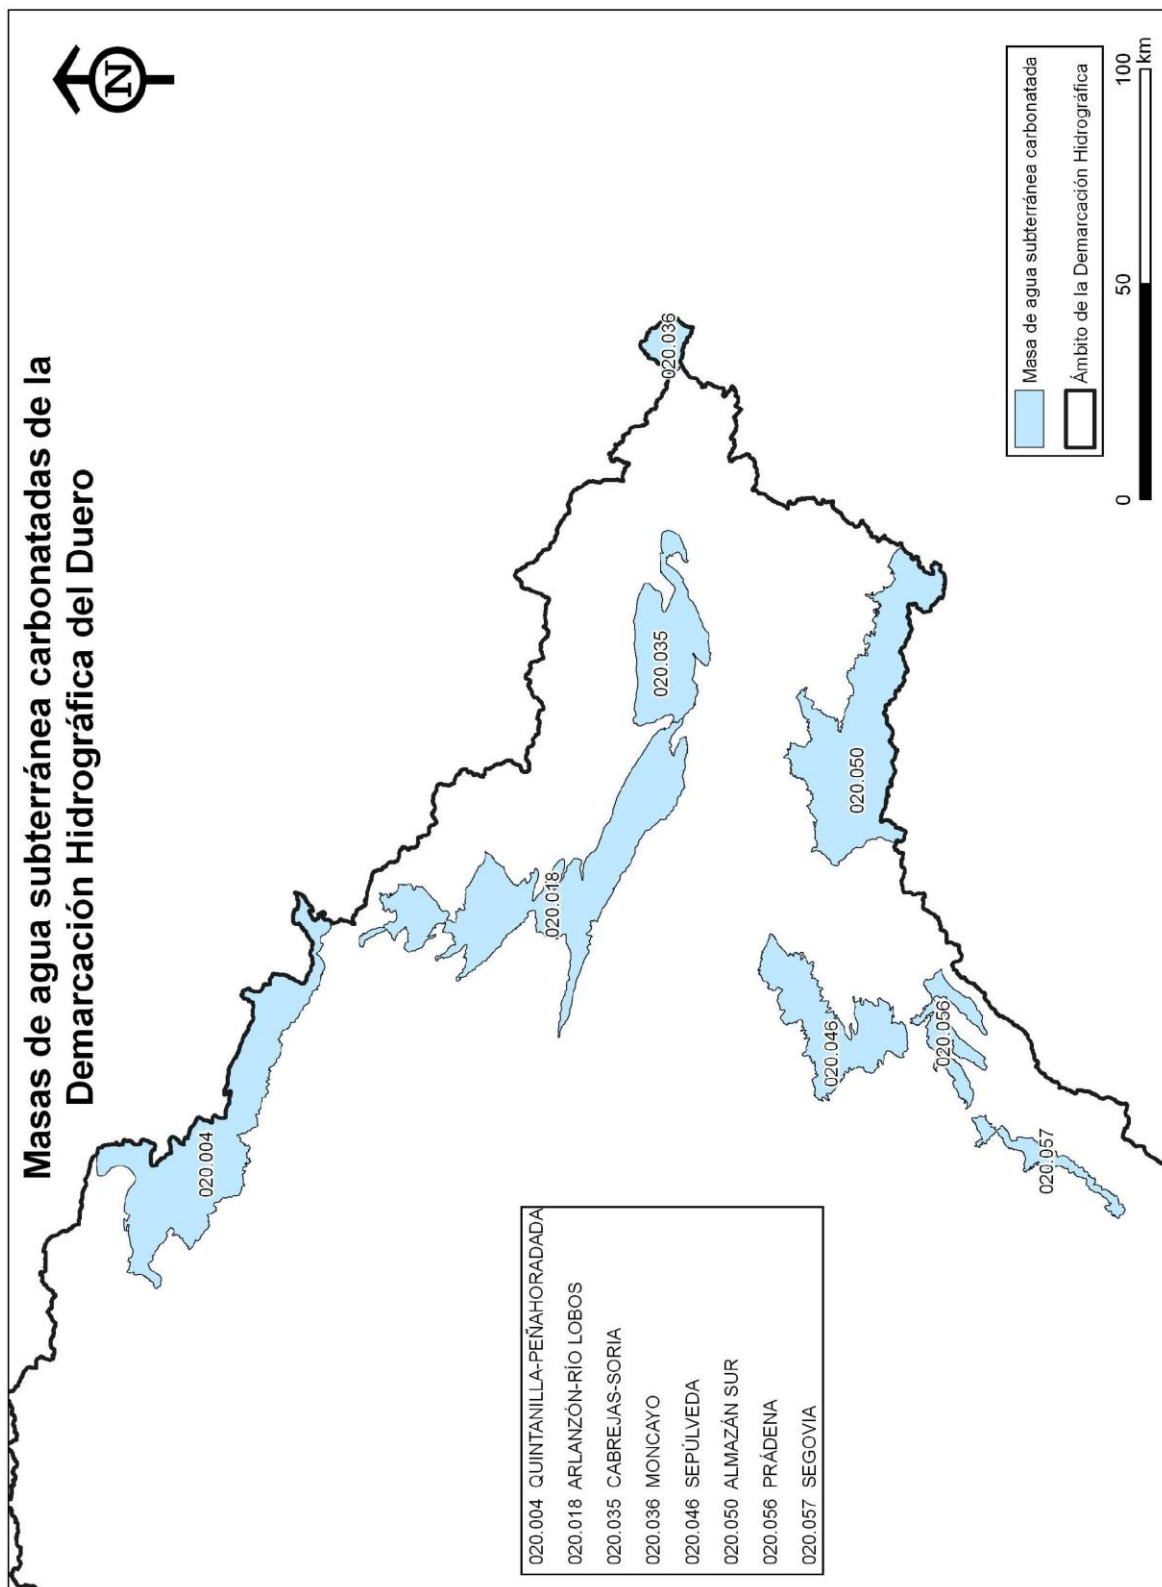 Masas de agua subterránea carbonatadas de la
Demarcación Hidrográfica del Duero
N
020.004
020.018
020.035
020.036
020.046
020.050
020.056
020.057
020.004 QUINTANILLA-PEÑAHORADADA
020.018 ARLANZÓN-RÍO LOBOS
020.035 CABREJAS-SORIA
020.036 MONCAYO
020.046 SEPÚLVEDA
020.050 ALMAZÁN SUR
020.056 PRÁDENA
020.057 SEGOVIA
Masa de agua subterránea carbonatada
Ámbito de la Demarcación Hidrográfica
0 50 100
km